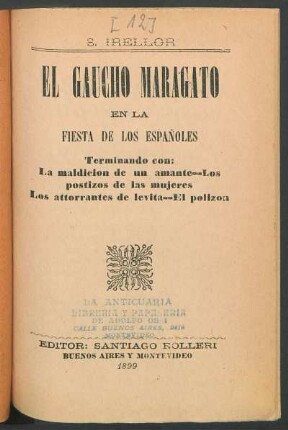 [12]
S. IRELLOR
EL GAUCHO MARAGATO
EN LA
FIESTA DE LOS ESPAÑOLES
Terminando con:
La maldicion de un amante--Los
postizos de las mujeres
Los attorrantes de levita--El polizon
LA ANTICUARIA
LIBRERIA Y PAPELERIA
DE ADOLFO
CALLE BUENOS AIRES,
MONTEVIDEO
EDITOR: SANTIAGO ROLLERI
BUENOS AIRES Y MONTEVIDEO
1899